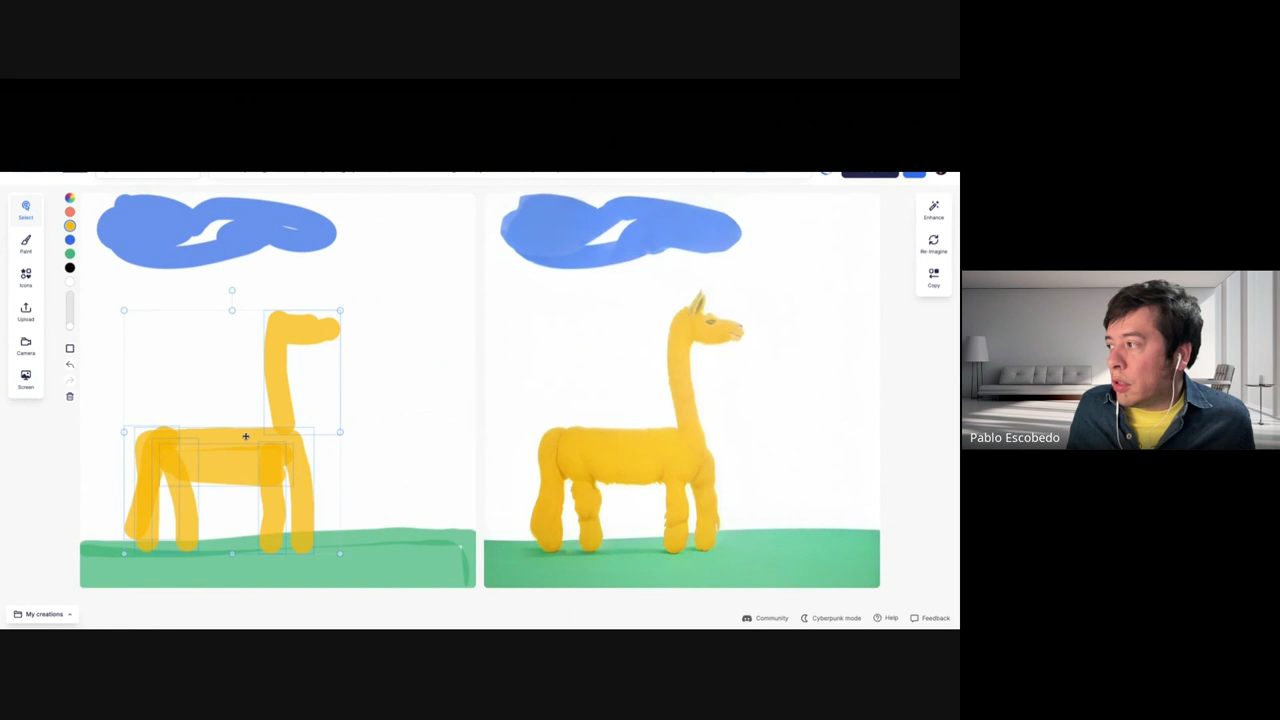 Select
Paint
Icons
Upload
Camera
Screen
Enhance
Re-Imagine
Copy
Pablo Escobedo
My creations
Community
Cyberpunk mode
Help
Feedback